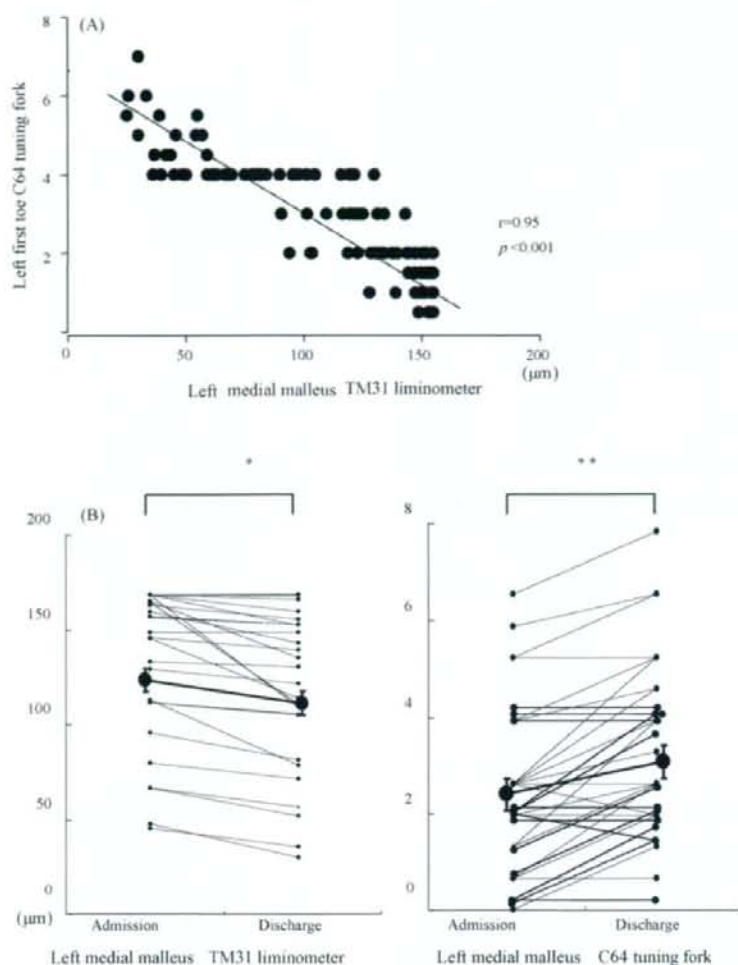 (A)
8
6
4
2
Left first toe C64 tuning fork
r=0.95
p <0.001
0 50 100 150 200
(μm)
Left medial malleus TM31 liminometer
(B)
*
200
150
100
50
0
(μm)
Admission Discharge
Left medial malleus TM31 liminometer
**
8
6
4
2
0
Admission Discharge
Left medial malleus C64 tuning fork